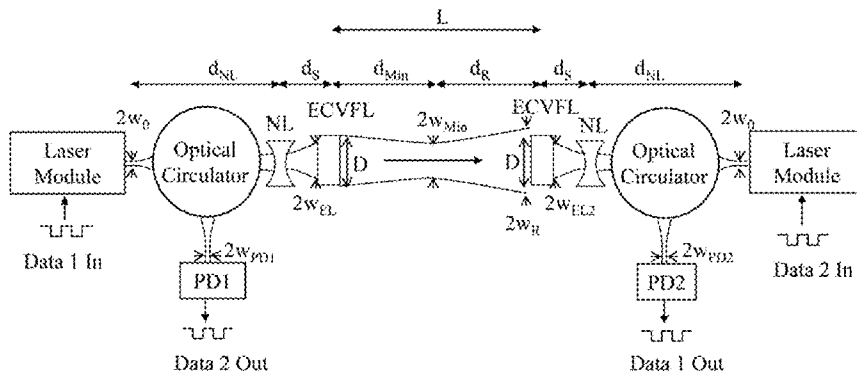 L
d_NL d_S d_Min d_R d_S d_NL
ECVFL ECVFL
2w_0 NL 2w_Min NL 2w_0
Laser Module
Optical Circulator
D
D
Optical Circulator
Laser Module
2w_EL 2w_R 2w_EL2
Data 1 In
2w_PD1
2w_PD2
Data 2 In
PD1
PD2
Data 2 Out
Data 1 Out